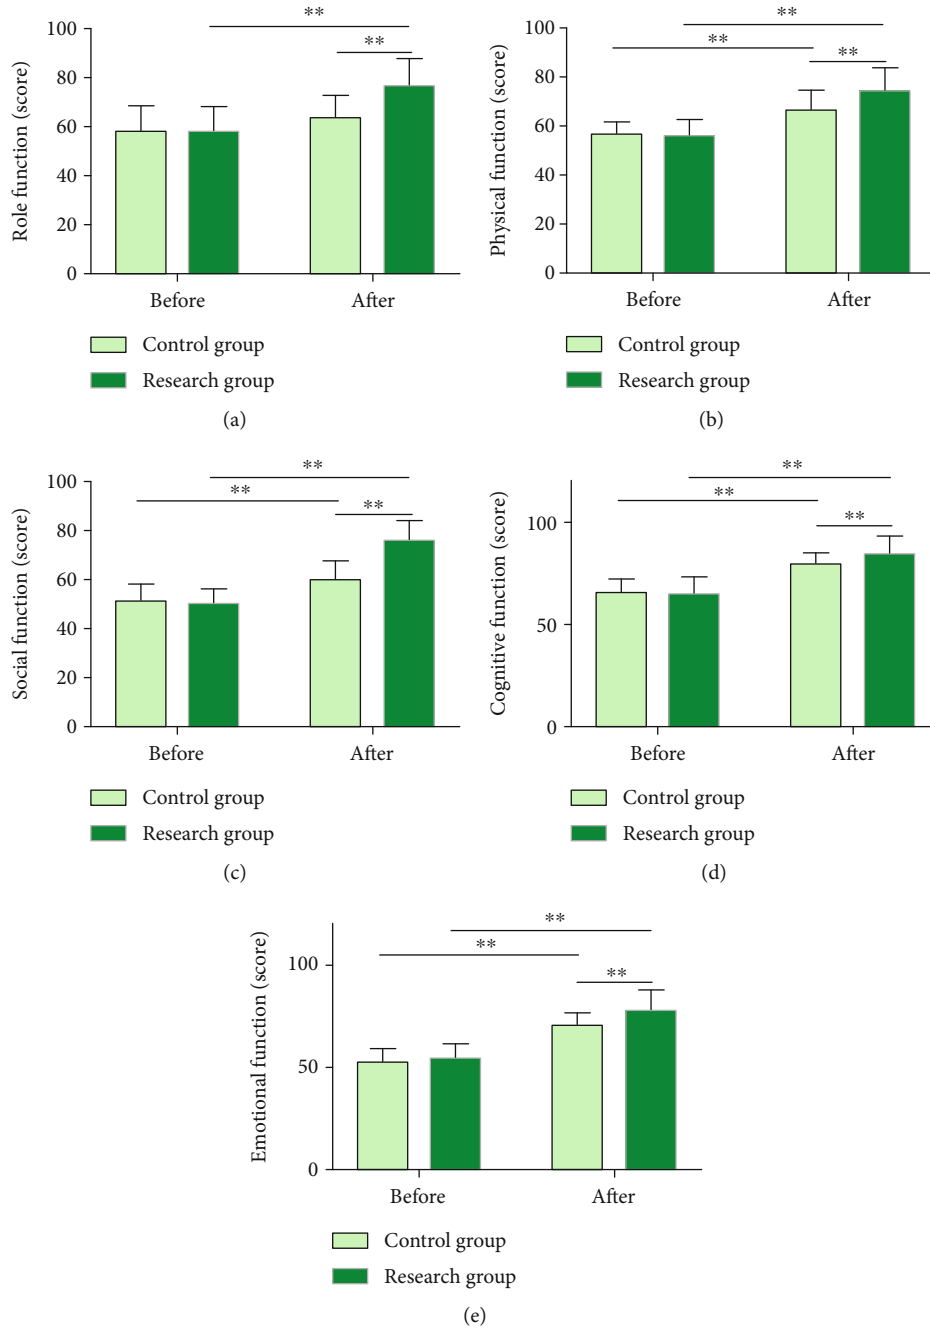 **
**
100
80
60
40
20
0
Role function (score)
Before
After
Control group
Research group
(a)
**
**
**
100
80
60
40
20
0
Physical function (score)
Before
After
Control group
Research group
(b)
**
**
**
100
80
60
40
20
0
Social function (score)
Before
After
Control group
Research group
(c)
**
**
**
100
50
0
Cognitive function (score)
Before
After
Control group
Research group
(d)
**
**
**
100
50
0
Emotional function (score)
Before
After
Control group
Research group
(e)